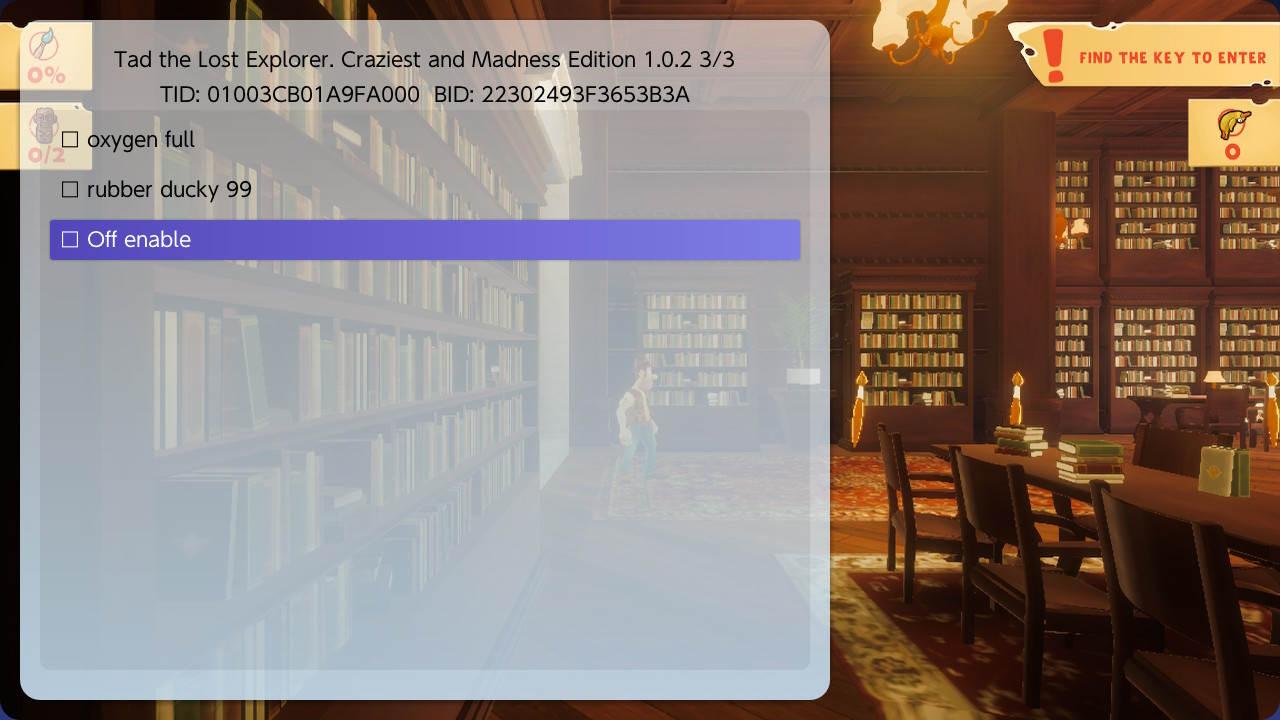 Tad the Lost Explorer. Craziest and Madness Edition 1.0.2 3/3
TID: 01003CB01A9FA000 BID: 22302493F3653B3A
☐ oxygen full
☐ rubber ducky 99
☐ Off enable
0%
0/2
FIND THE KEY TO ENTER
0